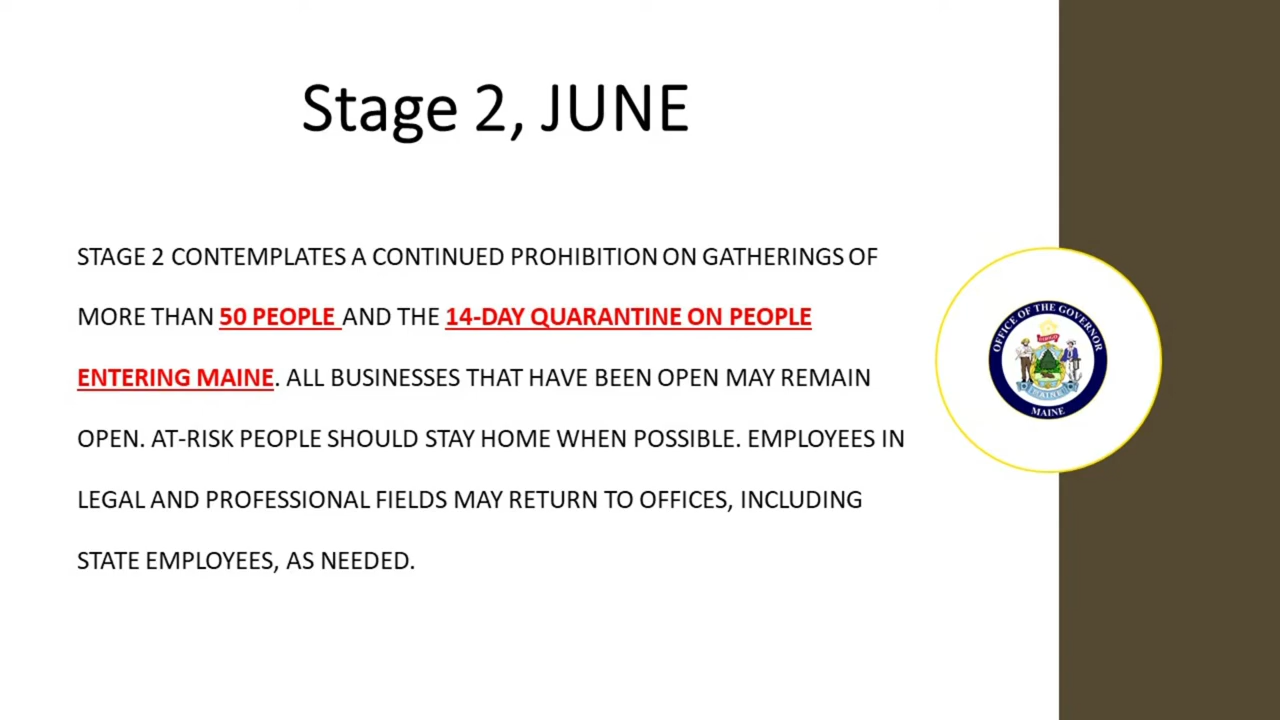 Stage 2, JUNE
STAGE 2 CONTEMPLATES A CONTINUED PROHIBITION ON GATHERINGS OF
MORE THAN 50 PEOPLE AND THE 14-DAY QUARANTINE ON PEOPLE
ENTERING MAINE. ALL BUSINESSES THAT HAVE BEEN OPEN MAY REMAIN
OPEN. AT-RISK PEOPLE SHOULD STAY HOME WHEN POSSIBLE. EMPLOYEES IN
LEGAL AND PROFESSIONAL FIELDS MAY RETURN TO OFFICES, INCLUDING
STATE EMPLOYEES, AS NEEDED.
OFFICE OF THE GOVERNOR
MAINE